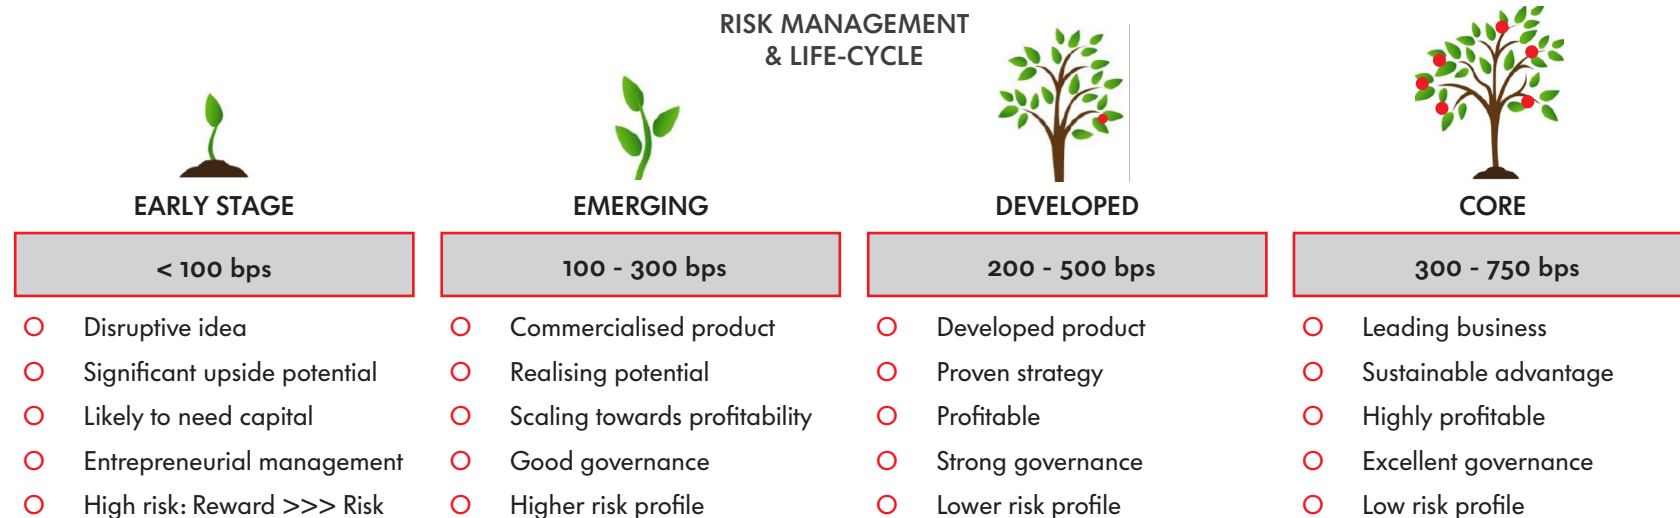 RISK MANAGEMENT
& LIFE-CYCLE
EARLY STAGE
< 100 bps
Disruptive idea
Significant upside potential
Likely to need capital
Entrepreneurial management
High risk: Reward >>> Risk
EMERGING
100 - 300 bps
Commercialised product
Realising potential
Scaling towards profitability
Good governance
Higher risk profile
DEVELOPED
200 - 500 bps
Developed product
Proven strategy
Profitable
Strong governance
Lower risk profile
CORE
300 - 750 bps
Leading business
Sustainable advantage
Highly profitable
Excellent governance
Low risk profile